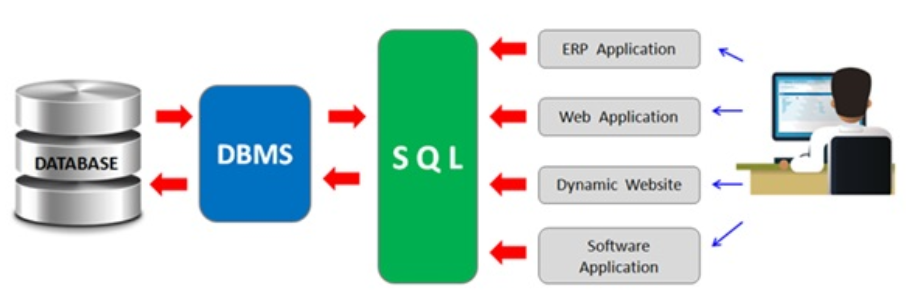 DATABASE
DBMS
S Q L
ERP Application
Web Application
Dynamic Website
Software
Application